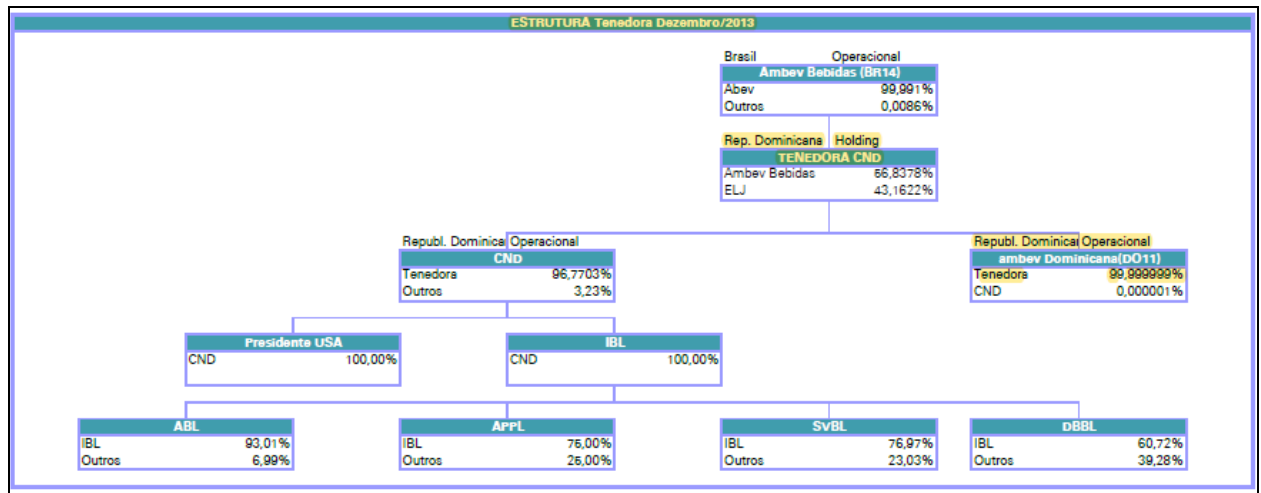 ESTRUTURA Tenedora Dezembro/2013
Brasil Operacional
Ambev Bebidas (BR14)
Abev 99,991%
Outros 0,0086%
Rep. Dominicana Holding
TENEDORA CND
Ambev Bebidas 56,8378%
ELJ 43,1622%
Republ. Dominica Operacional
CND
Tenedora 96,7703%
Outros 3,23%
Republ. Dominica Operacional
ambev Dominicana(DO11)
Tenedora 99,999999%
CND 0,000001%
Presidente USA
CND 100,00%
IBL
CND 100,00%
ABL
IBL 93,01%
Outros 6,99%
APPL
IBL 75,00%
Outros 25,00%
SVBL
IBL 76,97%
Outros 23,03%
DBBL
IBL 60,72%
Outros 39,28%